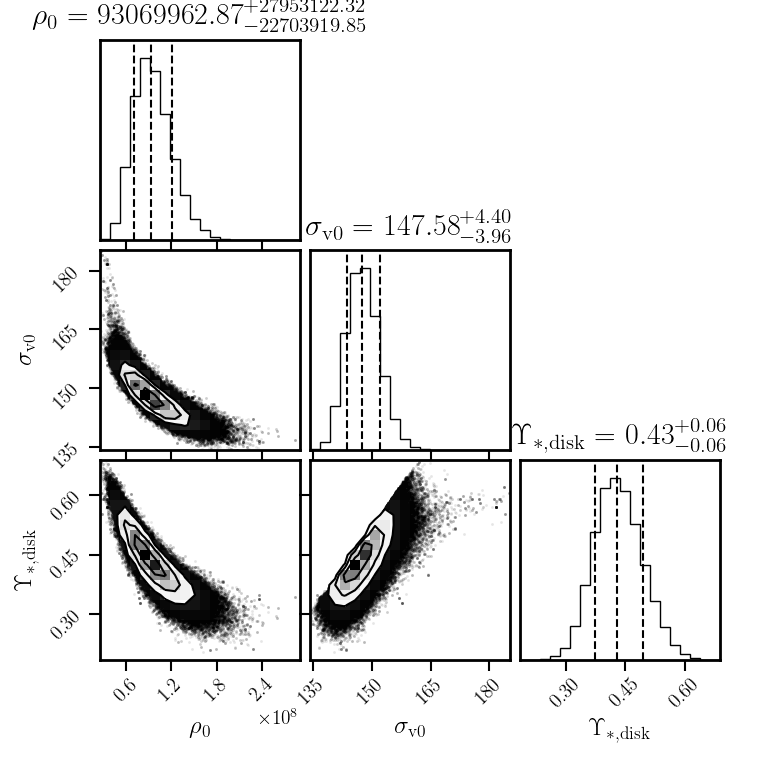 ρ₀ = 93069962.87⁺²⁷⁹⁵³¹²²·³²₋₂₂₇₀₃₉₁₉.₈₅
σᵥ₀ = 147.58⁺⁴·⁴⁰₋₃.₉₆
180
165
150
135
σᵥ₀
ϒ∗,disk = 0.43⁺⁰·⁰⁶₋₀.₀₆
0.60
0.45
0.30
ϒ∗,disk
0.6 1.2 1.8 2.4
×10⁸
ρ₀
135 150 165 180
σᵥ₀
0.30 0.45 0.60
ϒ∗,disk